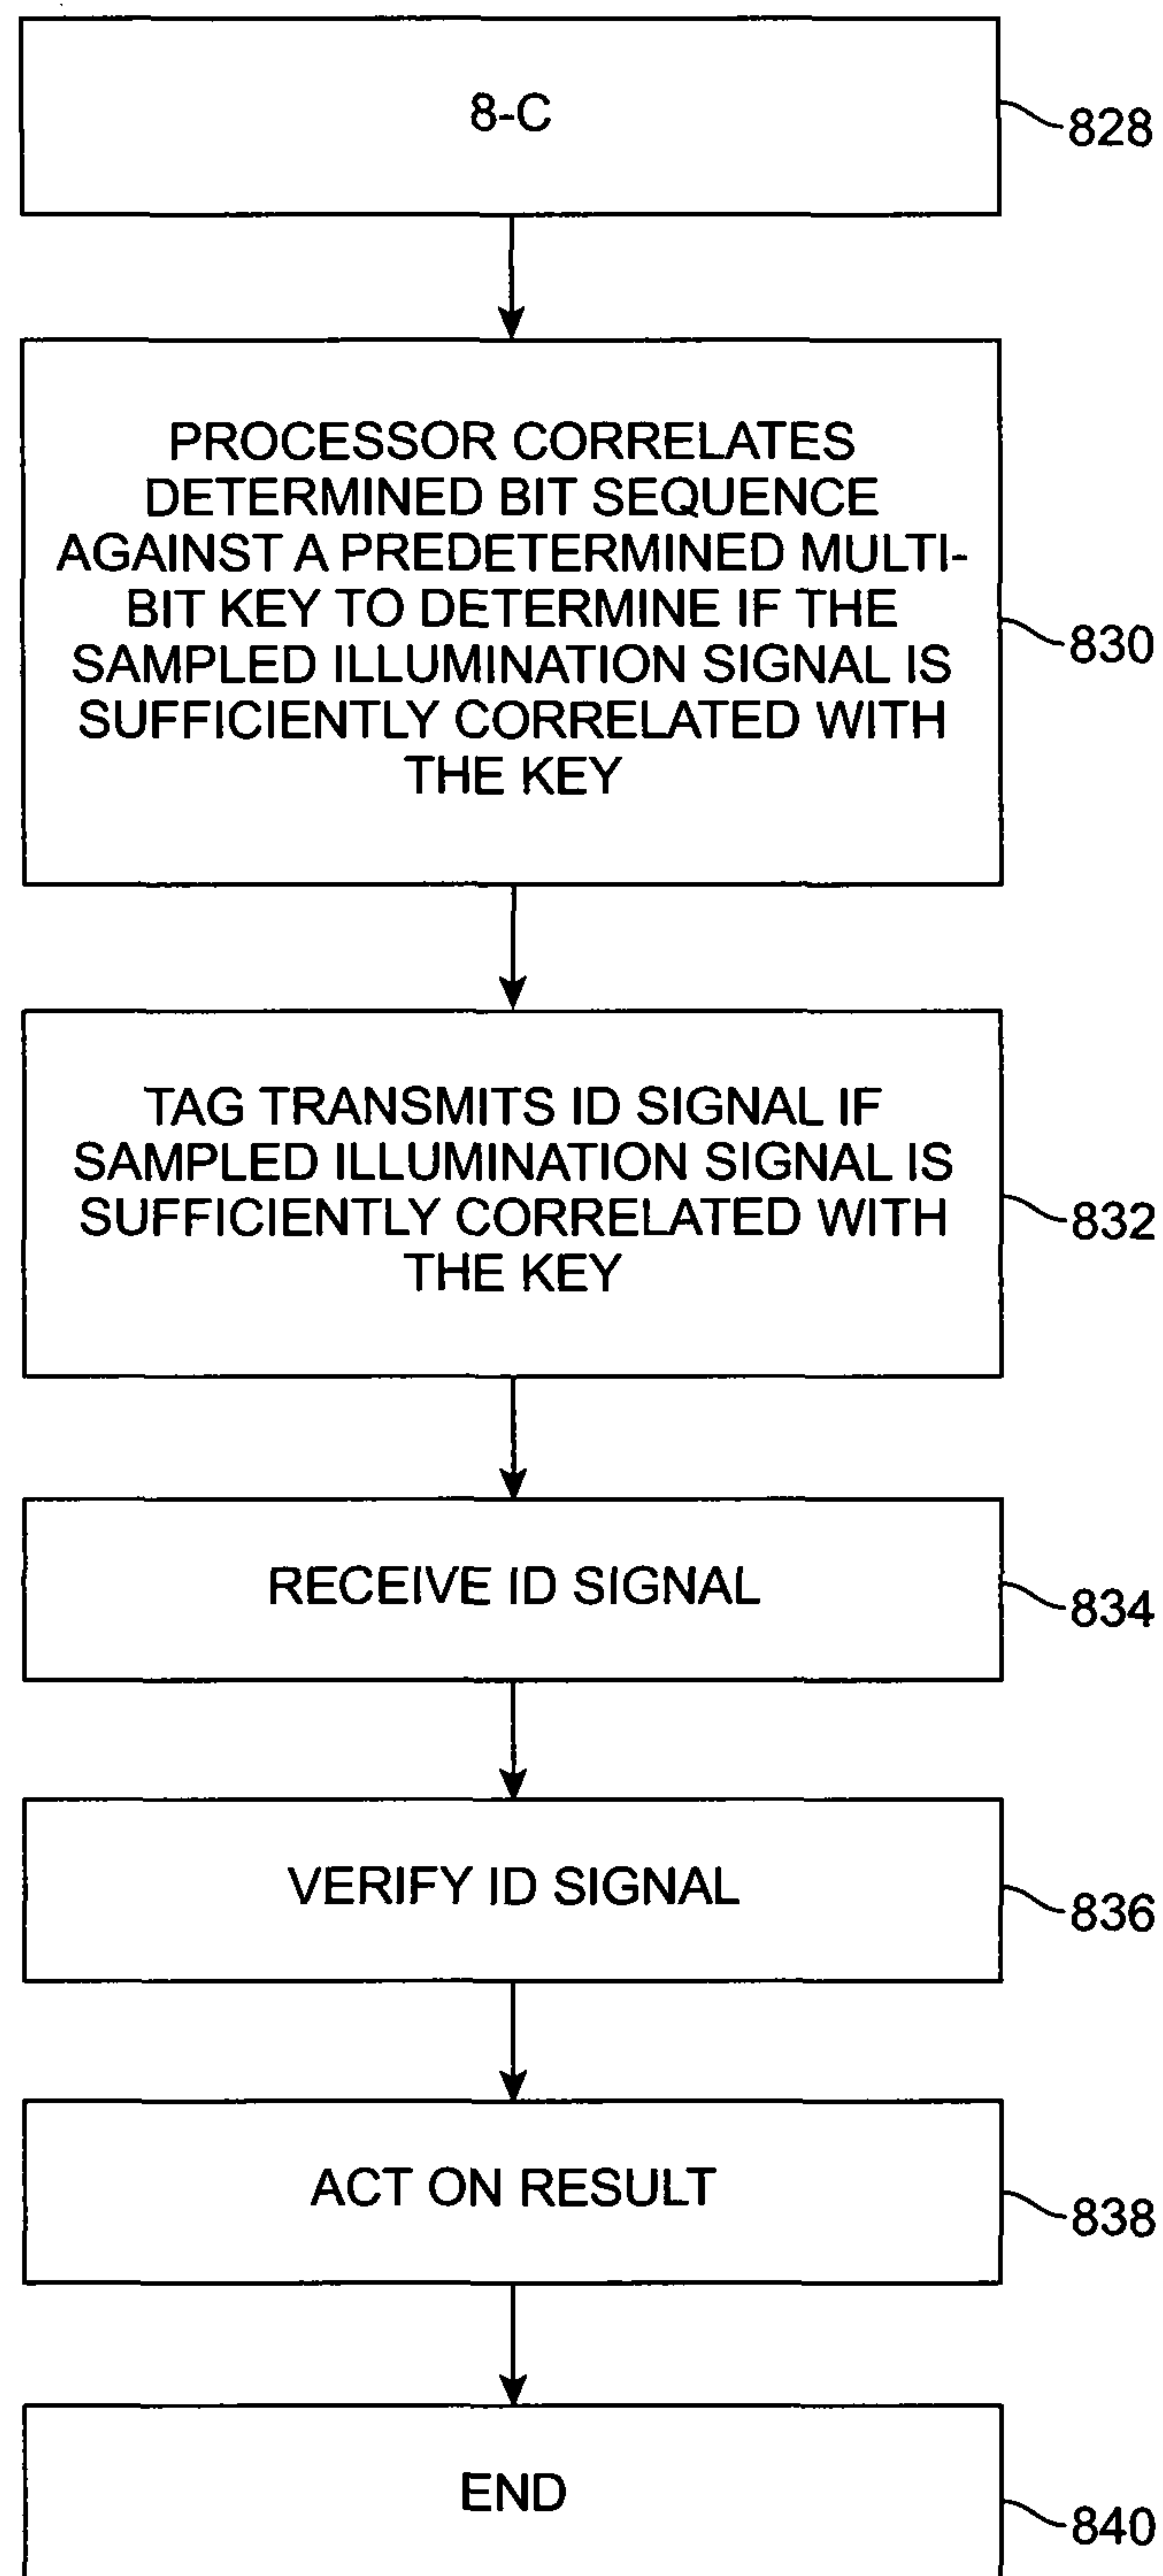 8-C
828
PROCESSOR CORRELATES
DETERMINED BIT SEQUENCE
AGAINST A PREDETERMINED MULTI-
BIT KEY TO DETERMINE IF THE
SAMPLED ILLUMINATION SIGNAL IS
SUFFICIENTLY CORRELATED WITH
THE KEY
830
TAG TRANSMITS ID SIGNAL IF
SAMPLED ILLUMINATION SIGNAL IS
SUFFICIENTLY CORRELATED WITH
THE KEY
832
RECEIVE ID SIGNAL
834
VERIFY ID SIGNAL
836
ACT ON RESULT
838
END
840